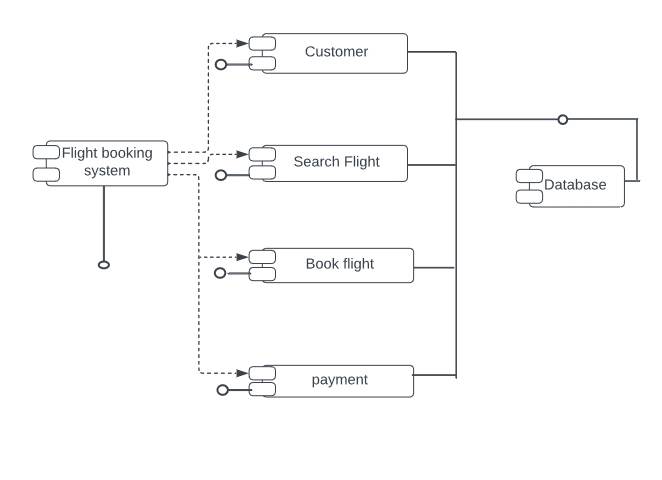 Customer
Flight booking
system
Search Flight
Database
Book flight
payment